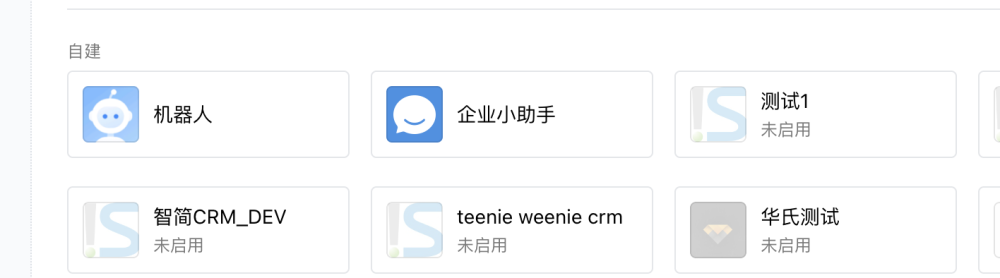 自建
机器人
企业小助手
测试1
未启用
智简CRM_DEV
未启用
teenie weenie crm
未启用
华氏测试
未启用